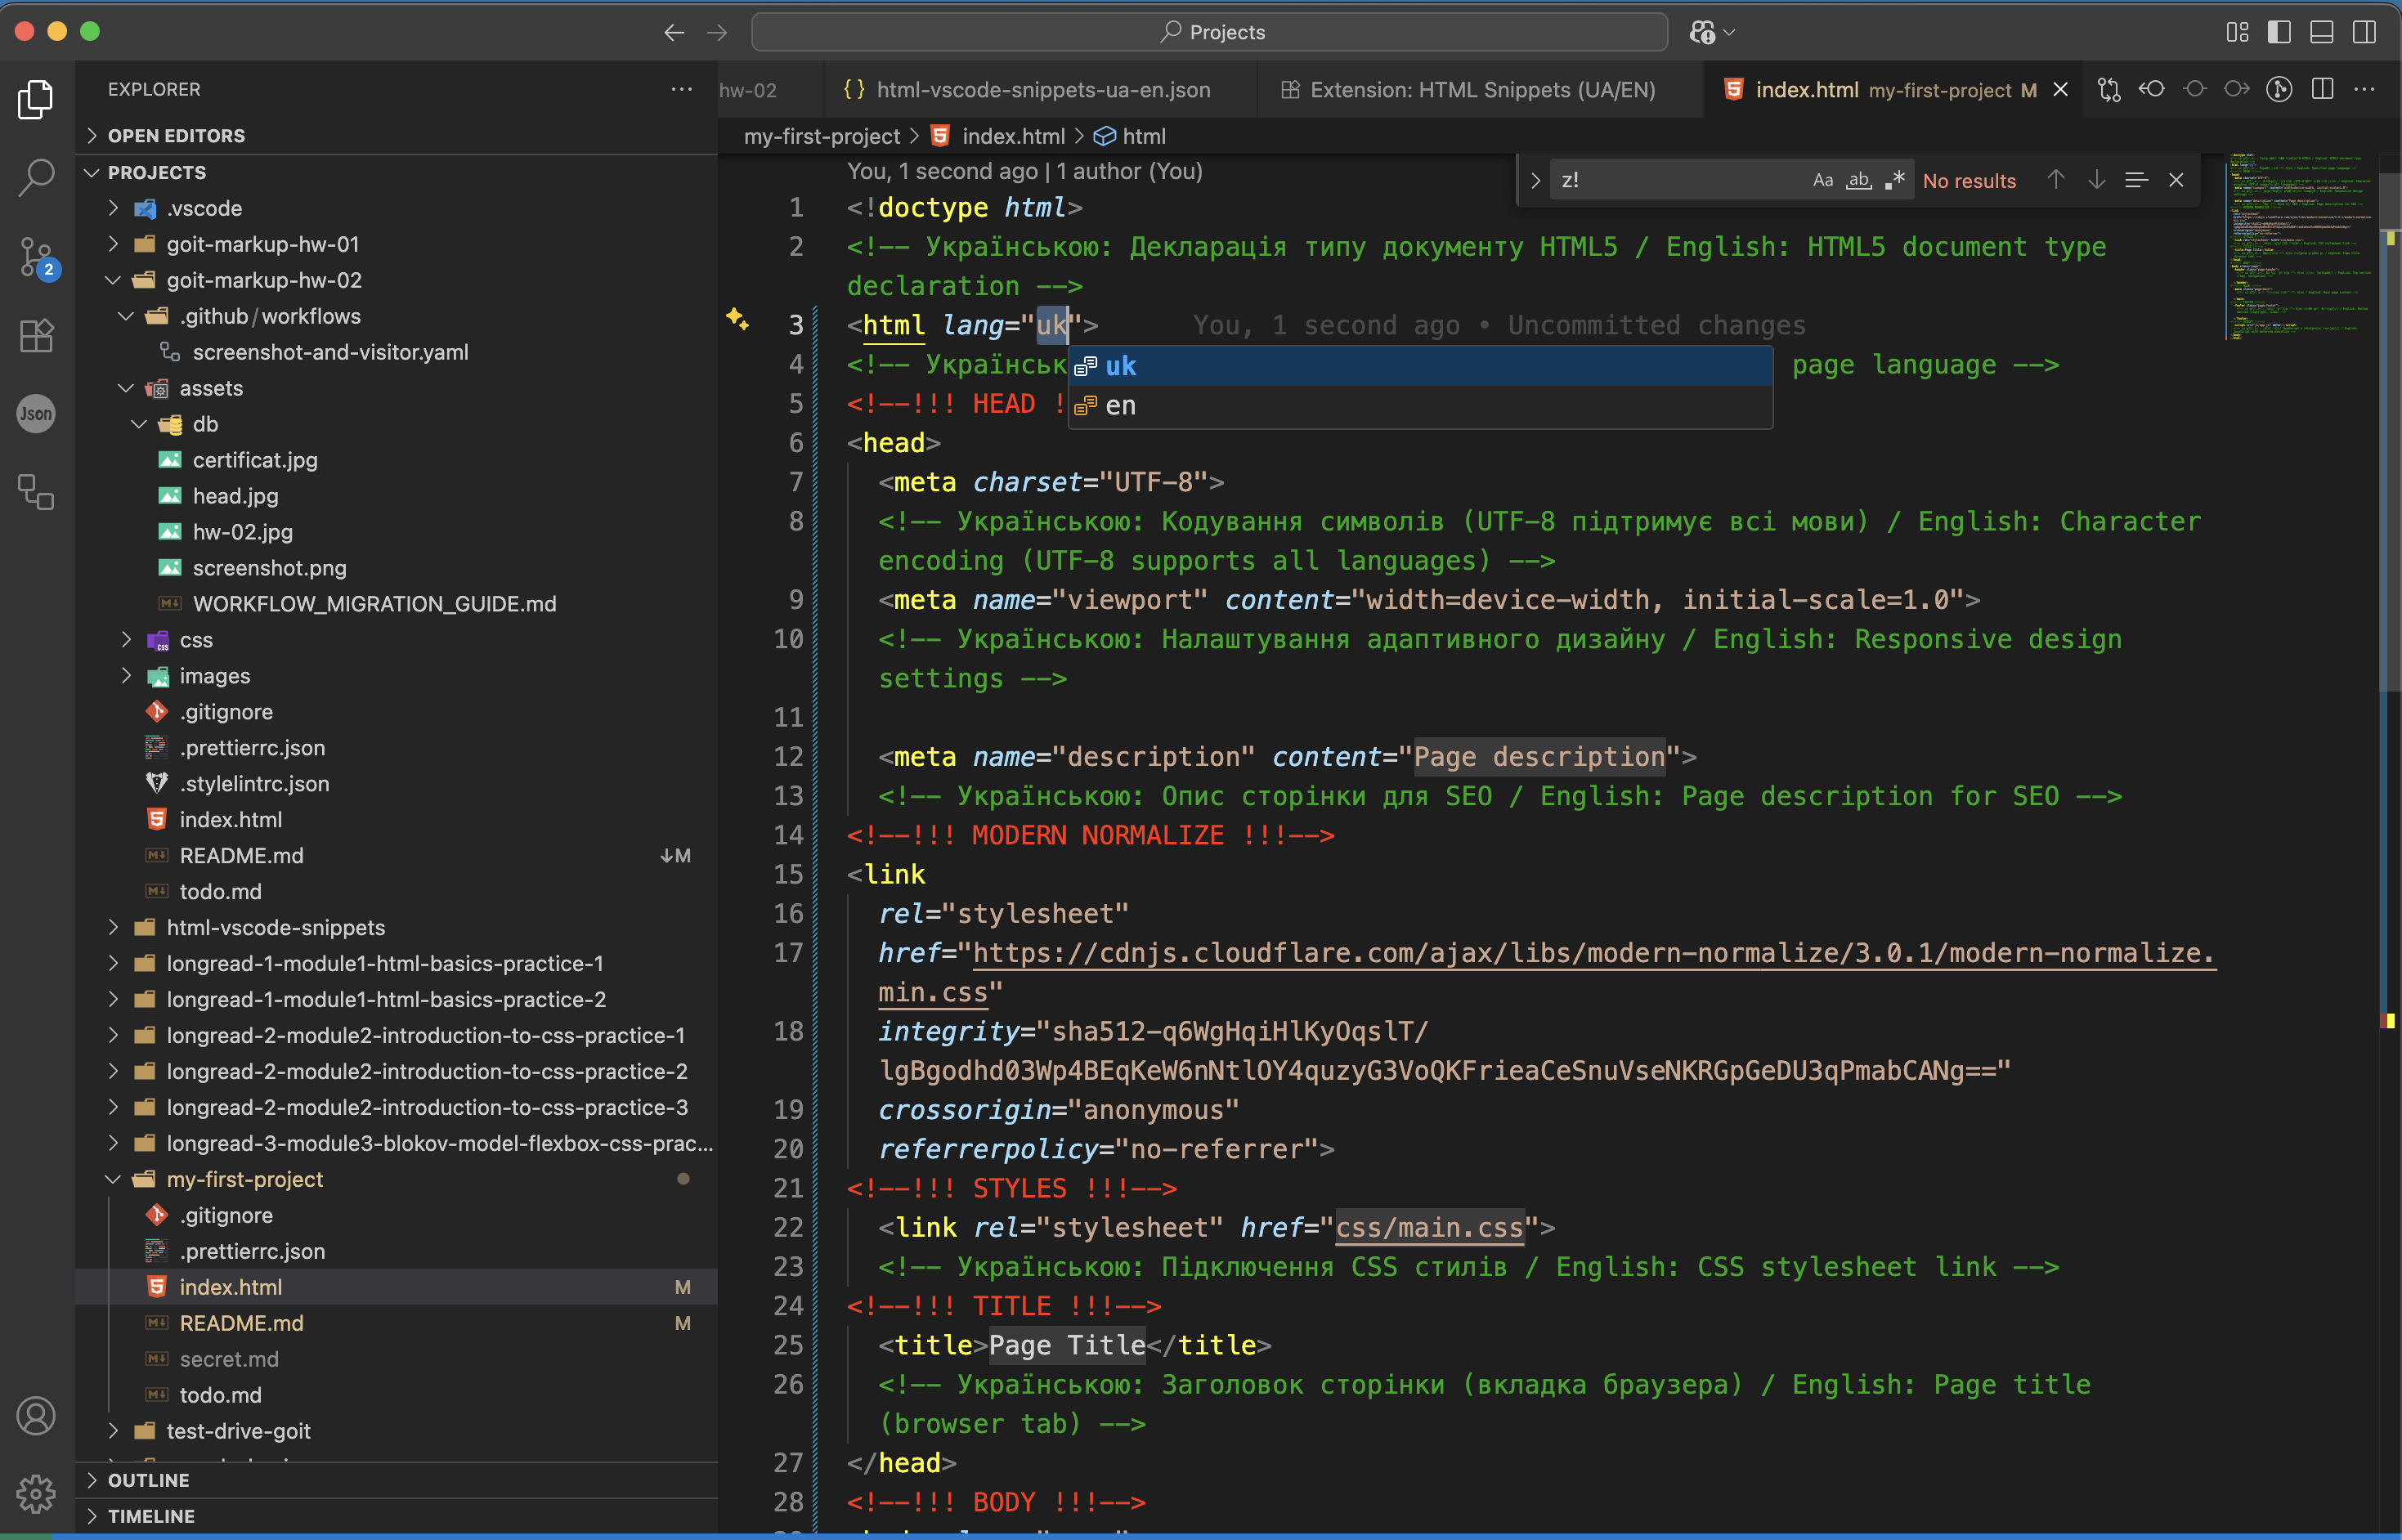 Projects
EXPLORER
OPEN EDITORS
PROJECTS
.vscode
goit-markup-hw-01
goit-markup-hw-02
.github/workflows
screenshot-and-visitor.yaml
assets
db
certificat.jpg
head.jpg
hw-02.jpg
screenshot.png
WORKFLOW_MIGRATION_GUIDE.md
css
images
.gitignore
.prettierrc.json
.stylelintrc.json
index.html
README.md ↓M
todo.md
html-vscode-snippets
longread-1-module1-html-basics-practice-1
longread-1-module1-html-basics-practice-2
longread-2-module2-introduction-to-css-practice-1
longread-2-module2-introduction-to-css-practice-2
longread-2-module2-introduction-to-css-practice-3
longread-3-module3-blokov-model-flexbox-css-prac...
my-first-project
.gitignore
.prettierrc.json
index.html M
README.md M
secret.md
todo.md
test-drive-goit
OUTLINE
TIMELINE
2
Json
hw-02
{} html-vscode-snippets-ua-en.json
Extension: HTML Snippets (UA/EN)
index.html my-first-project M
my-first-project > index.html > html
z! Aa ab .* No results
You, 1 second ago | 1 author (You)
1 <!doctype html>
2 <!-- Українською: Декларація типу документу HTML5 / English: HTML5 document type
declaration -->
3 <html lang="uk"> You, 1 second ago • Uncommitted changes
uk
en
4 <!-- Українськ page language -->
5 <!--!!! HEAD !
6 <head>
7 <meta charset="UTF-8">
8 <!-- Українською: Кодування символів (UTF-8 підтримує всі мови) / English: Character
encoding (UTF-8 supports all languages) -->
9 <meta name="viewport" content="width=device-width, initial-scale=1.0">
10 <!-- Українською: Налаштування адаптивного дизайну / English: Responsive design
settings -->
11
12 <meta name="description" content="Page description">
13 <!-- Українською: Опис сторінки для SEO / English: Page description for SEO -->
14 <!--!!! MODERN NORMALIZE !!!-->
15 <link
16 rel="stylesheet"
17 href="https://cdnjs.cloudflare.com/ajax/libs/modern-normalize/3.0.1/modern-normalize.
min.css"
18 integrity="sha512-q6WgHqiHlKyOqslT/
lgBgodhd03Wp4BEqKeW6nNtlOY4quzyG3VoQKFrieaCeSnuVseNKRGpGeDU3qPmabCANg=="
19 crossorigin="anonymous"
20 referrerpolicy="no-referrer">
21 <!--!!! STYLES !!!-->
22 <link rel="stylesheet" href="css/main.css">
23 <!-- Українською: Підключення CSS стилів / English: CSS stylesheet link -->
24 <!--!!! TITLE !!!-->
25 <title>Page Title</title>
26 <!-- Українською: Заголовок сторінки (вкладка браузера) / English: Page title
(browser tab) -->
27 </head>
28 <!--!!! BODY !!!-->